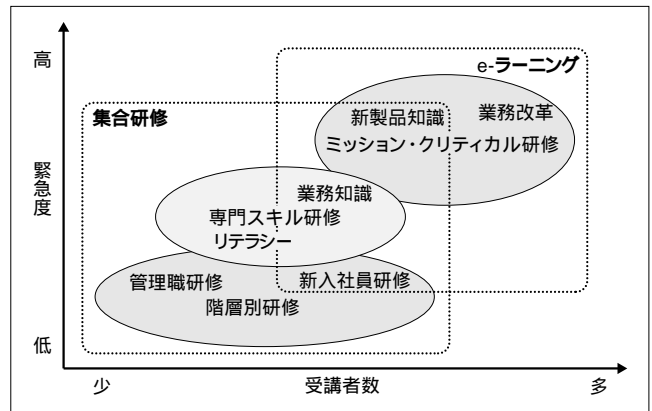 高
e-ラーニング
集合研修
新製品知識
業務改革
ミッション・クリティカル研修
緊急度
業務知識
専門スキル研修
リテラシー
管理職研修
新入社員研修
階層別研修
低
少
受講者数
多